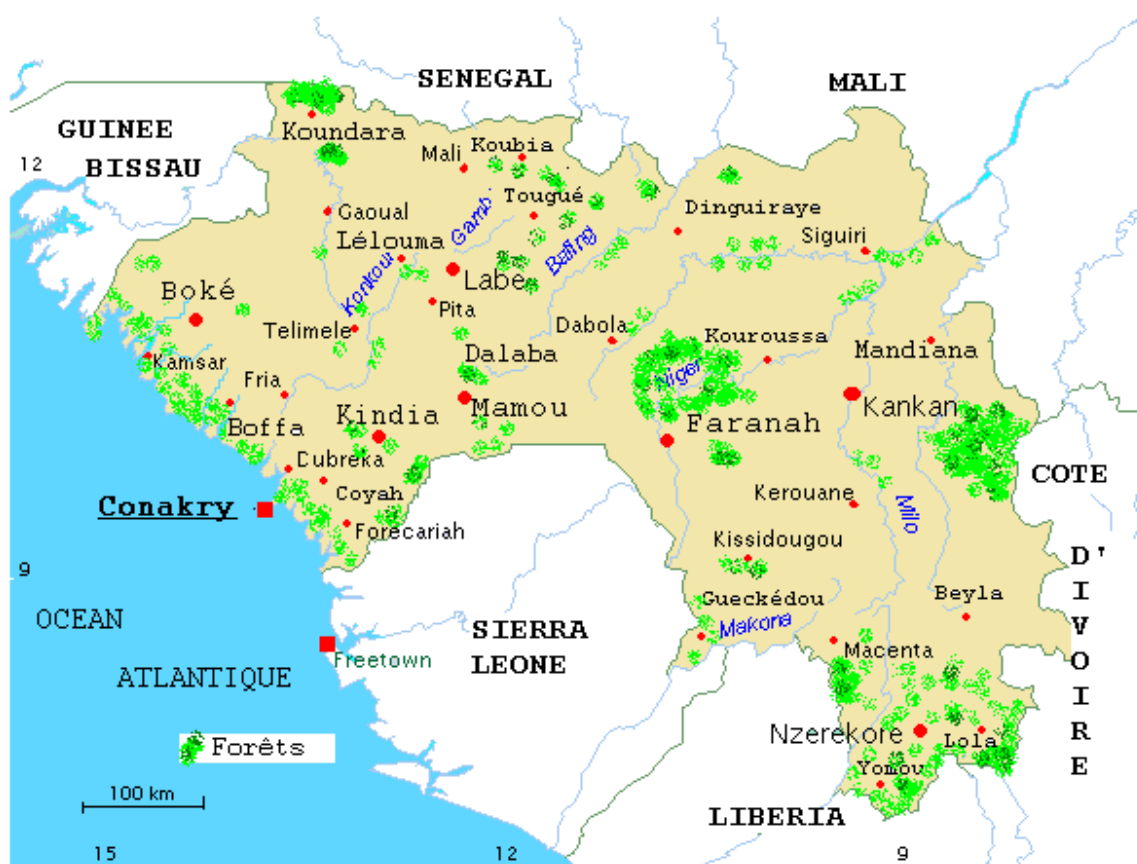 SENEGAL
MALI
GUINEE
BISSAU
Koundara
Koubia
Mali
12
Tougué
Gaoual
Gamb
Dinguiraye
Lélouma
Bafing
Siguiri
Konkou
Labe
Boké
Pita
Telimele
Dabola
Kouroussa
Mandiana
Kamsar
Dalaba
Niger
Fria
Mamou
Kankan
Boffa
Kindia
Faranah
Dubreka
COTE
Coyah
Conakry
Kerouane
Milo
Forecariah
Kissidougou
9
D'
IVOIRE
Gueckédou
Beyla
OCEAN
Makona
SIERRA
LEONE
Freetown
Macenta
ATLANTIQUE
Nzerekore
Lola
Forêts
Yomou
100 km
LIBERIA
15
12
9